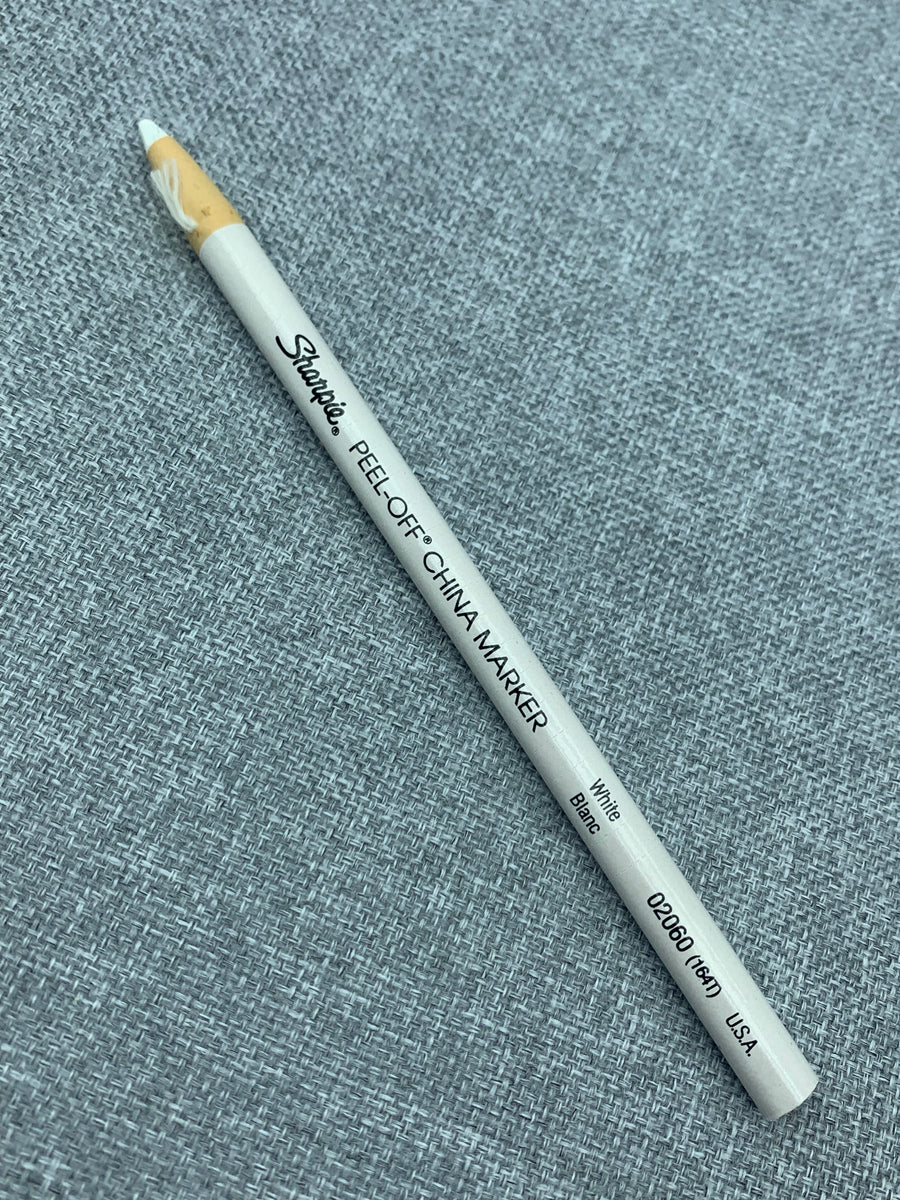 Sharpie® PEEL-OFF® CHINA MARKER
White
Blanc
02060 (164T) U.S.A.